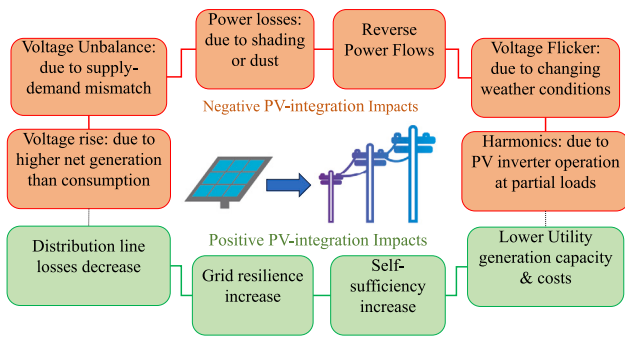 Voltage Unbalance:
due to supply-
demand mismatch
Power losses:
due to shading
or dust
Reverse
Power Flows
Voltage Flicker:
due to changing
weather conditions
Negative PV-integration Impacts
Voltage rise: due to
higher net generation
than consumption
Harmonics: due to
PV inverter operation
at partial loads
Positive PV-integration Impacts
Distribution line
losses decrease
Grid resilience
increase
Self-
sufficiency
increase
Lower Utility
generation capacity
& costs